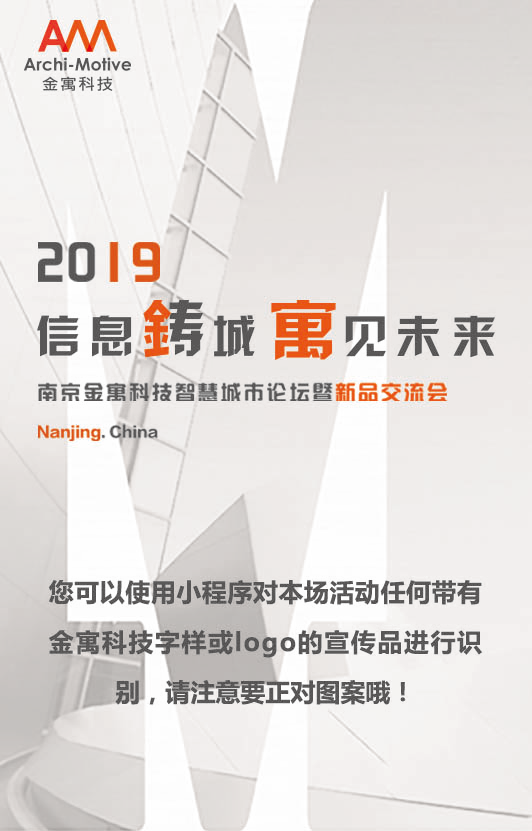 AM
Archi-Motive
金寓科技
2019
信息鋳城 寓见未来
南京金寓科技智慧城市论坛暨新品交流会
Nanjing. China
您可以使用小程序对本场活动任何带有
金寓科技字样或logo的宣传品进行识
别，请注意要正对图案哦！